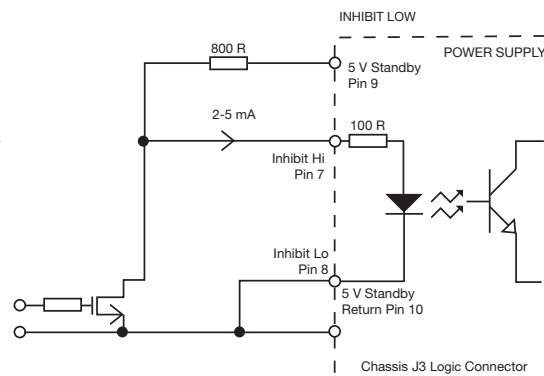 INHIBIT LOW
POWER SUPPLY
800 R
5 V Standby
Pin 9
2-5 mA
100 R
Inhibit Hi
Pin 7
Inhibit Lo
Pin 8
5 V Standby
Return Pin 10
Chassis J3 Logic Connector